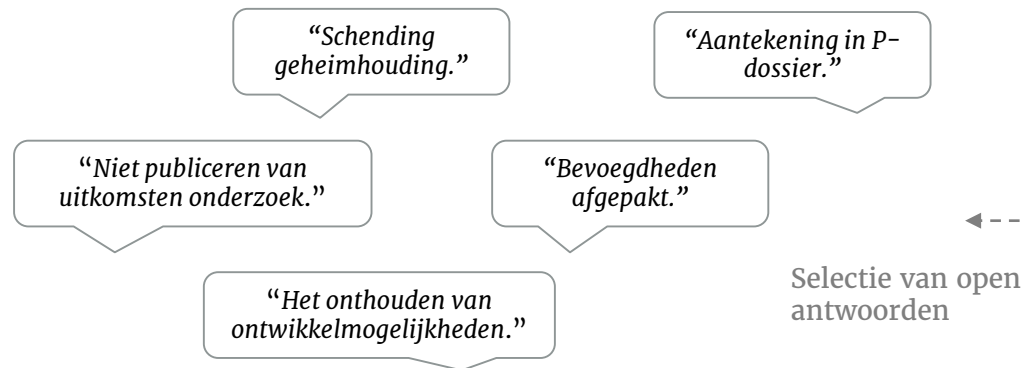 “Schending
geheimhouding.”
“Aantekening in P-
dossier.”
“Niet publiceren van
uitkomsten onderzoek.”
“Bevoegdheden
afgepakt.”
“Het onthouden van
ontwikkelmogelijkheden.”
Selectie van open
antwoorden